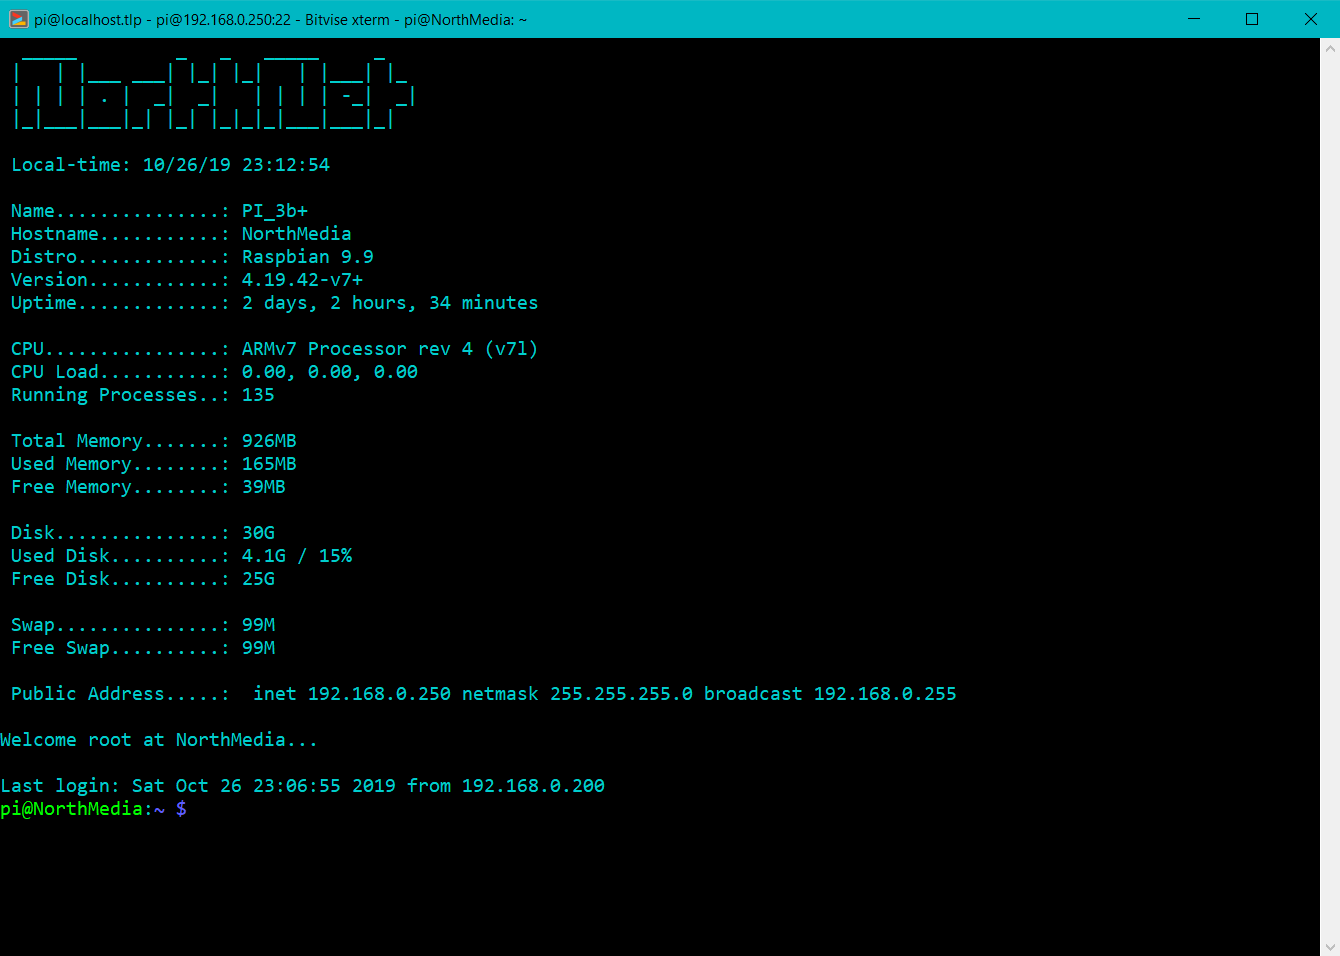 pi@localhost.tlp - pi@192.168.0.250:22 - Bitvise xterm - pi@NorthMedia: ~
NorthNet
Local-time: 10/26/19 23:12:54
Name...............: PI_3b+
Hostname...........: NorthMedia
Distro.............: Raspbian 9.9
Version............: 4.19.42-v7+
Uptime.............: 2 days, 2 hours, 34 minutes
CPU................: ARMv7 Processor rev 4 (v7l)
CPU Load...........: 0.00, 0.00, 0.00
Running Processes..: 135
Total Memory.......: 926MB
Used Memory........: 165MB
Free Memory........: 39MB
Disk...............: 30G
Used Disk..........: 4.1G / 15%
Free Disk..........: 25G
Swap...............: 99M
Free Swap..........: 99M
Public Address.....:  inet 192.168.0.250 netmask 255.255.255.0 broadcast 192.168.0.255
Welcome root at NorthMedia...
Last login: Sat Oct 26 23:06:55 2019 from 192.168.0.200
pi@NorthMedia:~ $